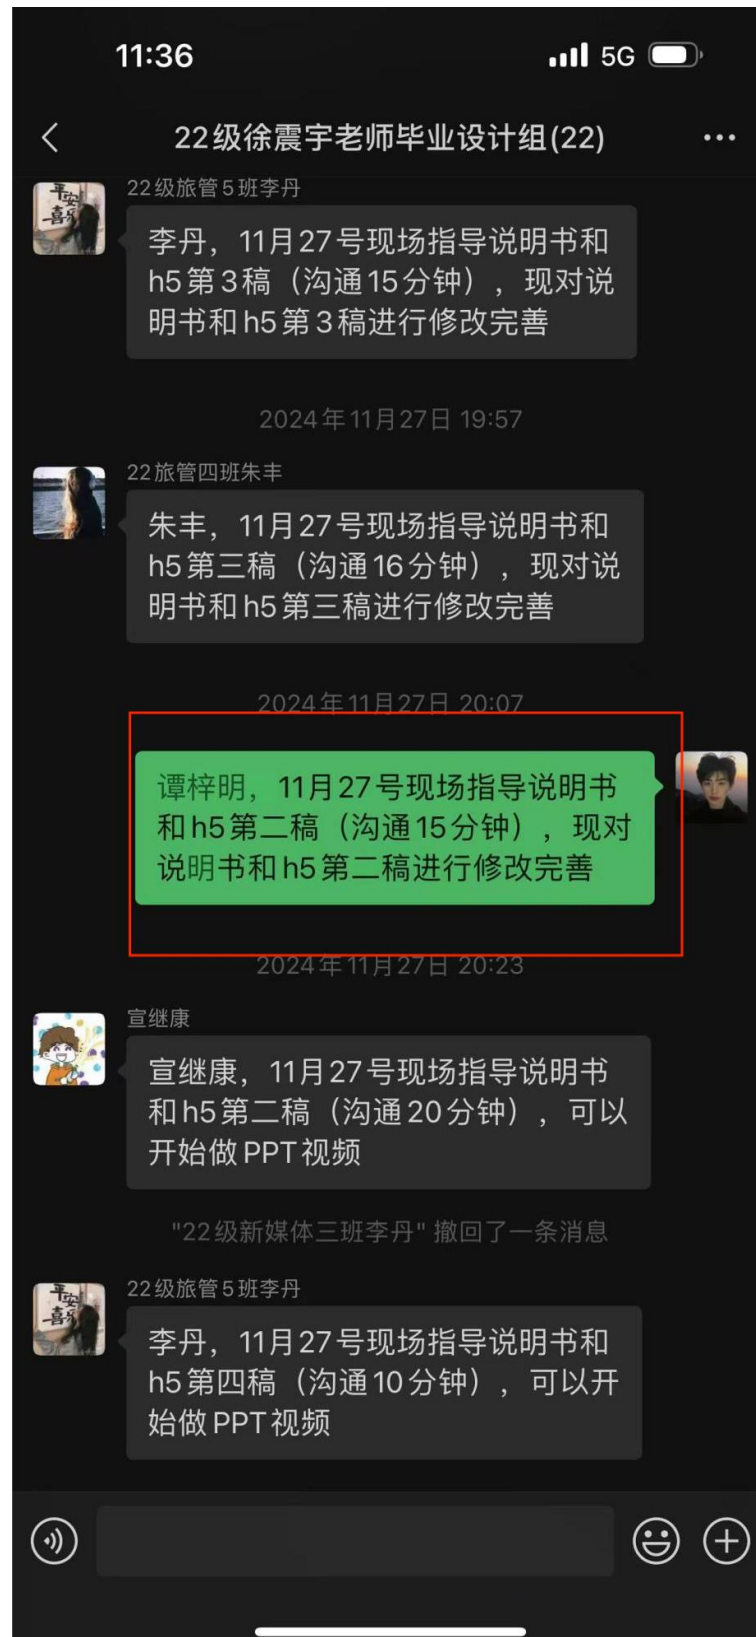 11:36
5G
22级徐震宇老师毕业设计组(22)
22级旅管5班李丹
李丹，11月27号现场指导说明书和
h5第3稿（沟通15分钟），现对说
明书和h5第3稿进行修改完善
2024年11月27日 19:57
22旅管四班朱丰
朱丰，11月27号现场指导说明书和
h5第三稿（沟通16分钟），现对说
明书和h5第三稿进行修改完善
2024年11月27日 20:07
谭梓明，11月27号现场指导说明书
和h5第二稿（沟通15分钟），现对
说明书和h5第二稿进行修改完善
2024年11月27日 20:23
宣继康
宣继康，11月27号现场指导说明书
和h5第二稿（沟通20分钟），可以
开始做PPT视频
"22级新媒体三班李丹" 撤回了一条消息
22级旅管5班李丹
李丹，11月27号现场指导说明书和
h5第四稿（沟通10分钟），可以开
始做PPT视频